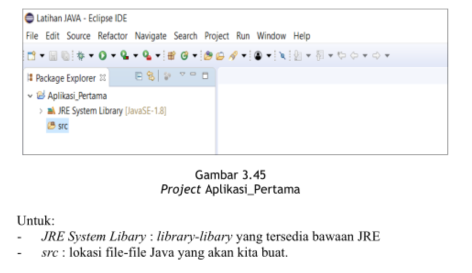 Latihan JAVA - Eclipse IDE
File Edit Source Refactor Navigate Search Project Run Window Help
Package Explorer
Aplikasi_Pertama
JRE System Library [JavaSE-1.8]
src
Gambar 3.45
Project Aplikasi_Pertama
Untuk:
- JRE System Libary : library-libary yang tersedia bawaan JRE
- src : lokasi file-file Java yang akan kita buat.